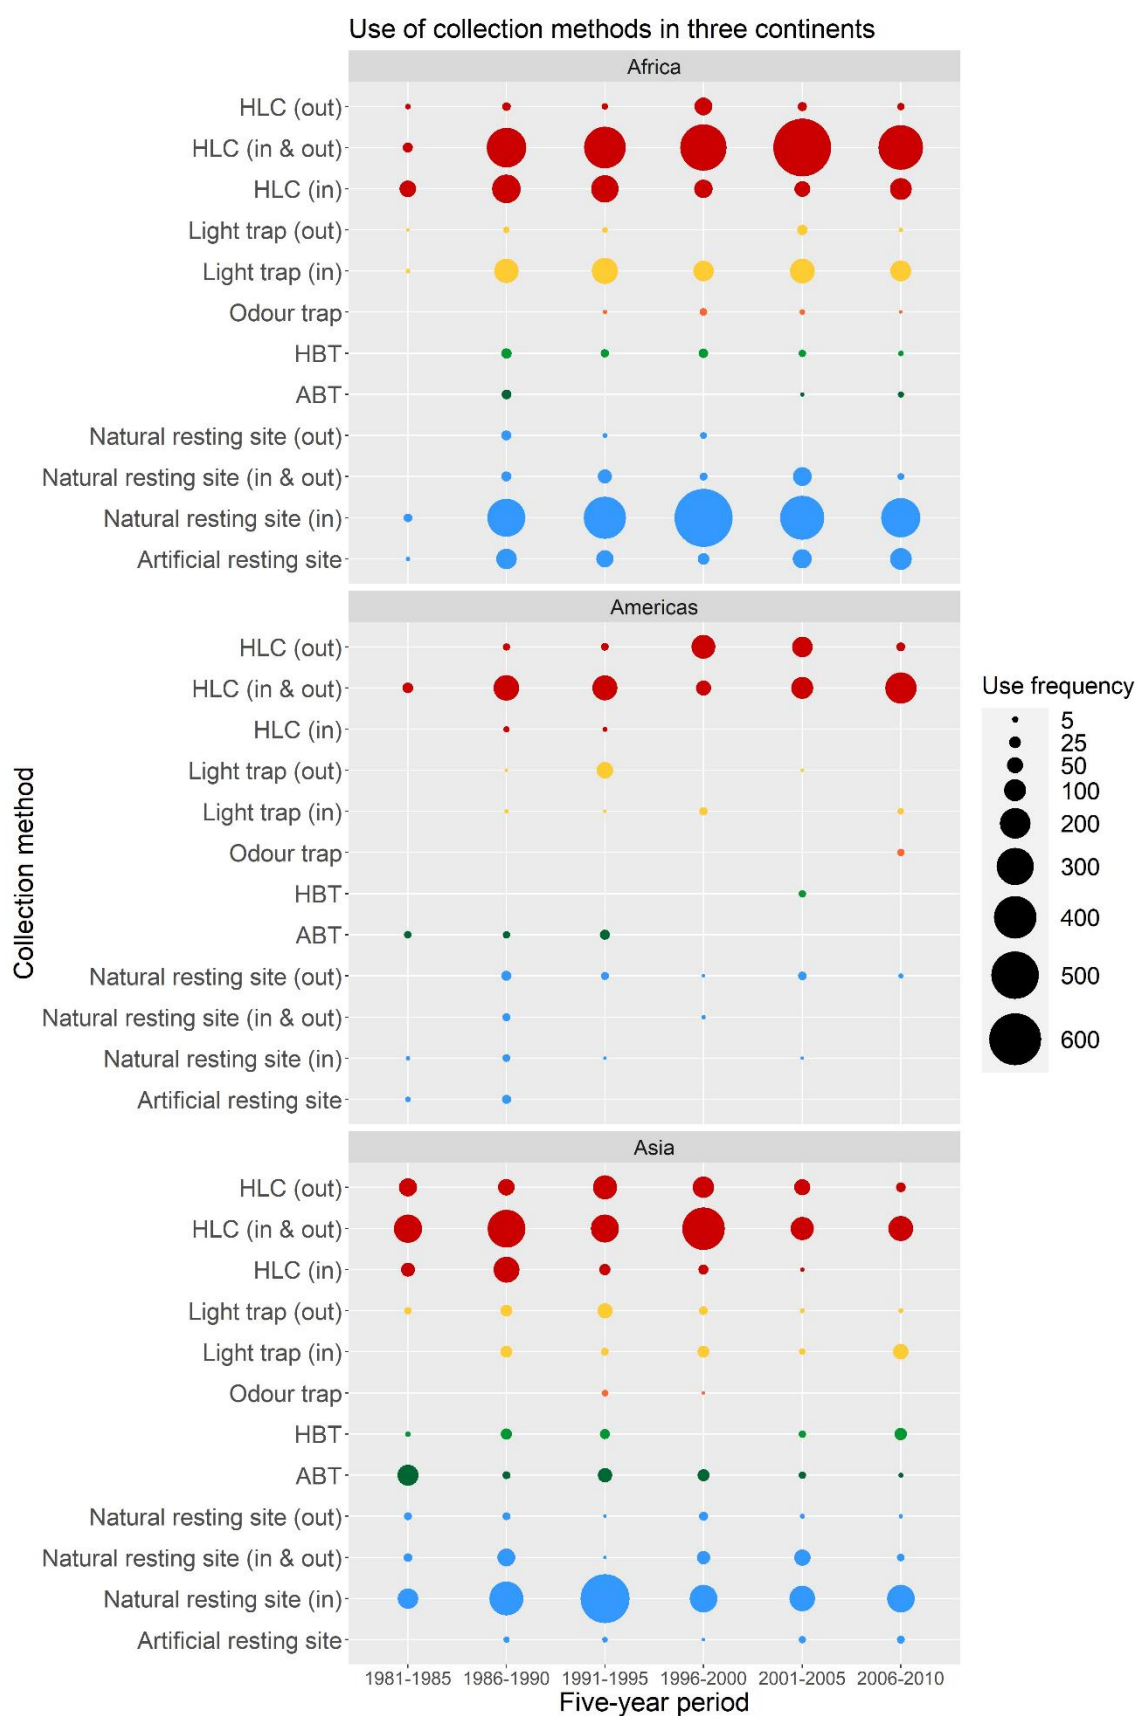 Use of collection methods in three continents
Africa
HLC (out)
HLC (in & out)
HLC (in)
Light trap (out)
Light trap (in)
Odour trap
HBT
ABT
Natural resting site (out)
Natural resting site (in & out)
Natural resting site (in)
Artificial resting site
Americas
HLC (out)
HLC (in & out)
HLC (in)
Light trap (out)
Light trap (in)
Odour trap
HBT
ABT
Natural resting site (out)
Natural resting site (in & out)
Natural resting site (in)
Artificial resting site
Asia
HLC (out)
HLC (in & out)
HLC (in)
Light trap (out)
Light trap (in)
Odour trap
HBT
ABT
Natural resting site (out)
Natural resting site (in & out)
Natural resting site (in)
Artificial resting site
1981-1985 1986-1990 1991-1995 1996-2000 2001-2005 2006-2010
Five-year period
Collection method
Use frequency
5
25
50
100
200
300
400
500
600